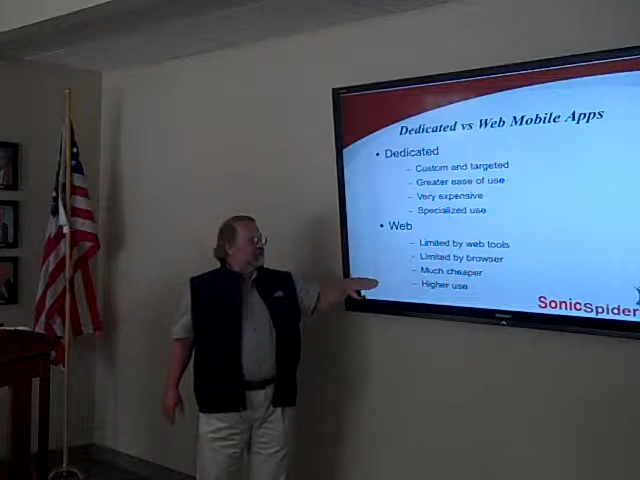 Dedicated vs Web Mobile Apps
• Dedicated
– Custom and targeted
– Greater ease of use
– Very expensive
– Specialized use
• Web
– Limited by web tools
– Limited by browser
– Much cheaper
– Higher use
SonicSpider